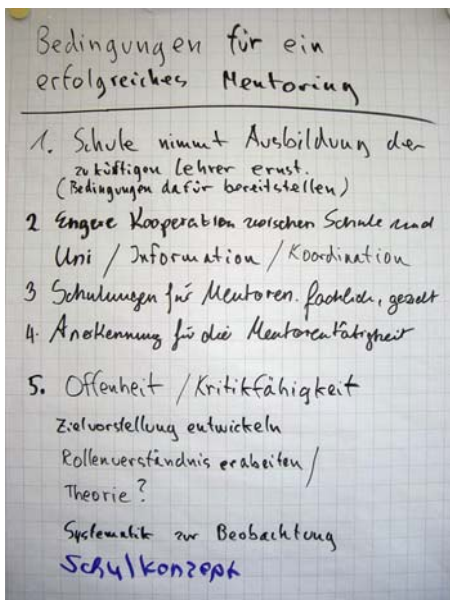 Bedingungen für ein
erfolgreiches Mentoring
1. Schule nimmt Ausbildung der
zuküftigen Lehrer ernst.
(Bedingungen dafür bereitstellen)
2 Engere Kooperation zwischen Schule und
Uni / Information / Koordination
3 Schulungen für Mentoren. fachlich, gezielt
4. Anerkennung für die Mentorentätigkeit
5. Offenheit / Kritikfähigkeit
Zielvorstellung entwickeln
Rollenverständnis erabeiten /
Theorie?
Systematik zur Beobachtung
Schulkonzept